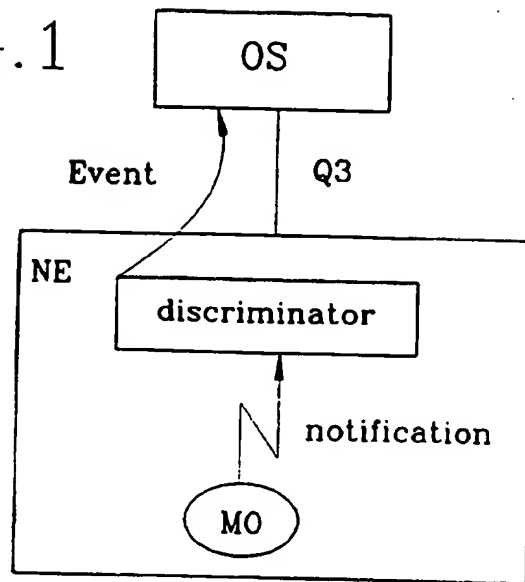 .1
OS
Event
Q3
NE
discriminator
notification
MO